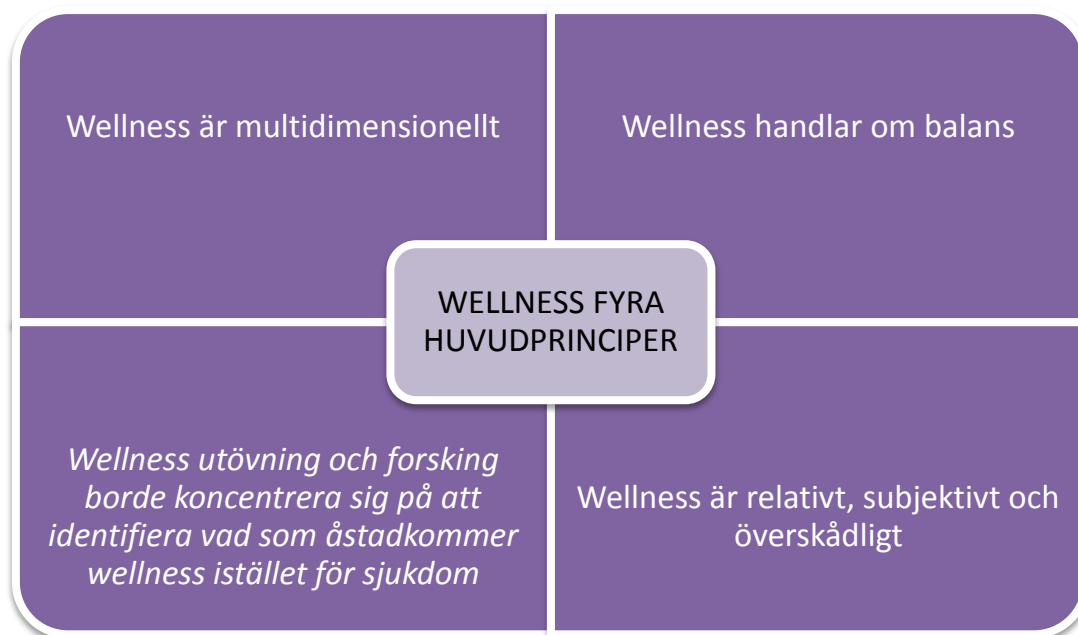 Wellness är multidimensionellt
Wellness handlar om balans
WELLNESS FYRA
HUVUDPRINCIPER
Wellness utövning och forsking
borde koncentrera sig på att
identifiera vad som åstadkommer
wellness istället för sjukdom
Wellness är relativt, subjektivt och
överskådligt